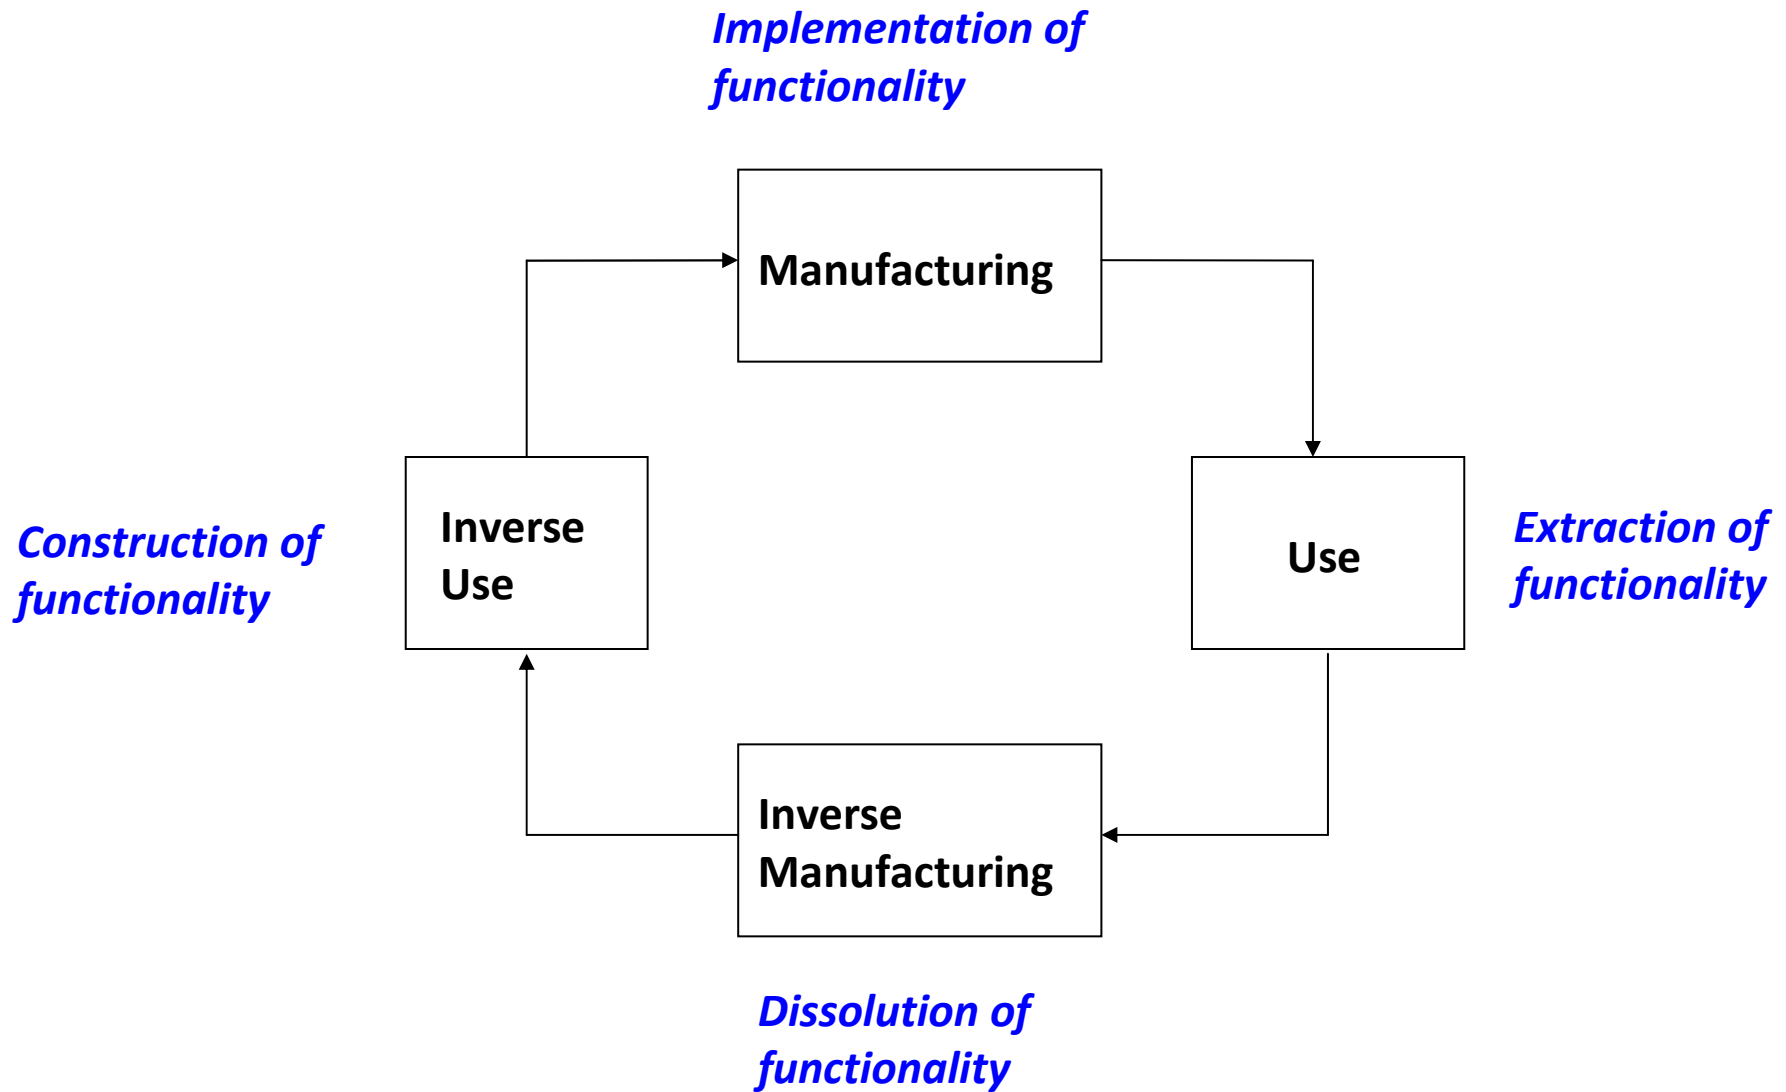 Implementation of
functionality
Manufacturing
Inverse
Use
Construction of
functionality
Use
Extraction of
functionality
Inverse
Manufacturing
Dissolution of
functionality